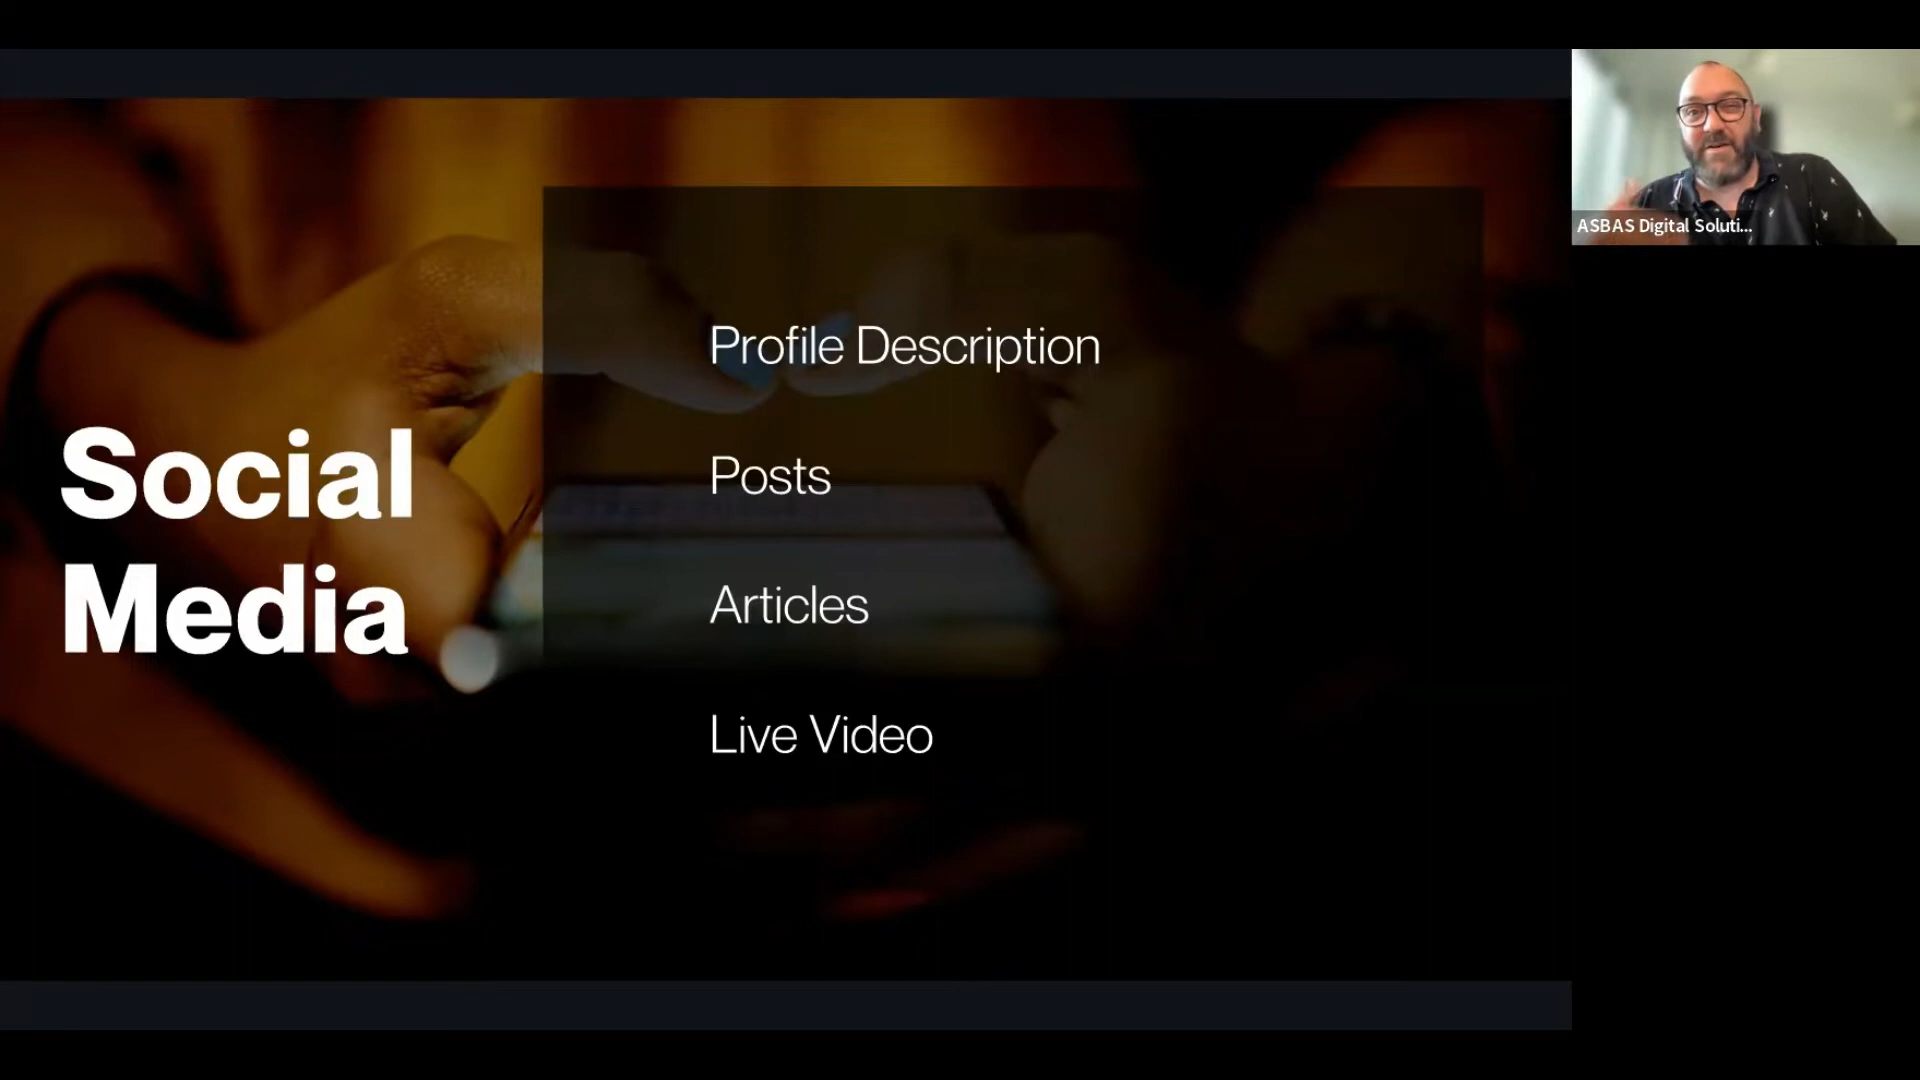 Social
Media
Profile Description
Posts
Articles
Live Video
ASBAS Digital Soluti...